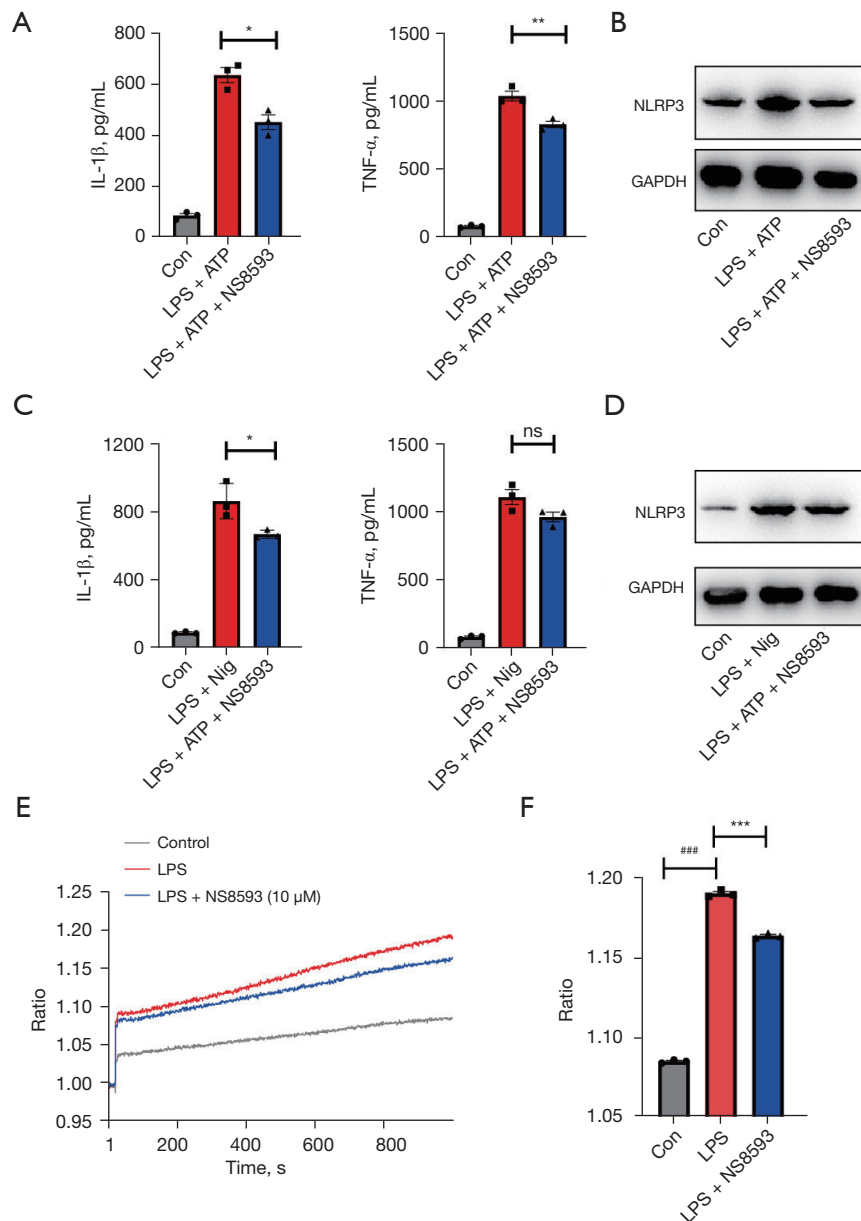 A
B
800
600
400
200
0
IL-1β, pg/mL
*
Con
LPS + ATP
LPS + ATP + NS8593
1500
1000
500
0
TNF-α, pg/mL
**
Con
LPS + ATP
LPS + ATP + NS8593
NLRP3
GAPDH
Con
LPS + ATP
LPS + ATP + NS8593
C
D
1200
800
400
0
IL-1β, pg/mL
*
Con
LPS + Nig
LPS + ATP + NS8593
1500
1000
500
0
TNF-α, pg/mL
ns
Con
LPS + Nig
LPS + ATP + NS8593
NLRP3
GAPDH
Con
LPS + Nig
LPS + ATP + NS8593
E
Control
LPS
LPS + NS8593 (10 μM)
1.25
1.20
1.15
1.10
1.05
1.00
0.95
Ratio
1 200 400 600 800
Time, s
F
###
***
1.20
1.15
1.10
1.05
Ratio
Con
LPS
LPS + NS8593